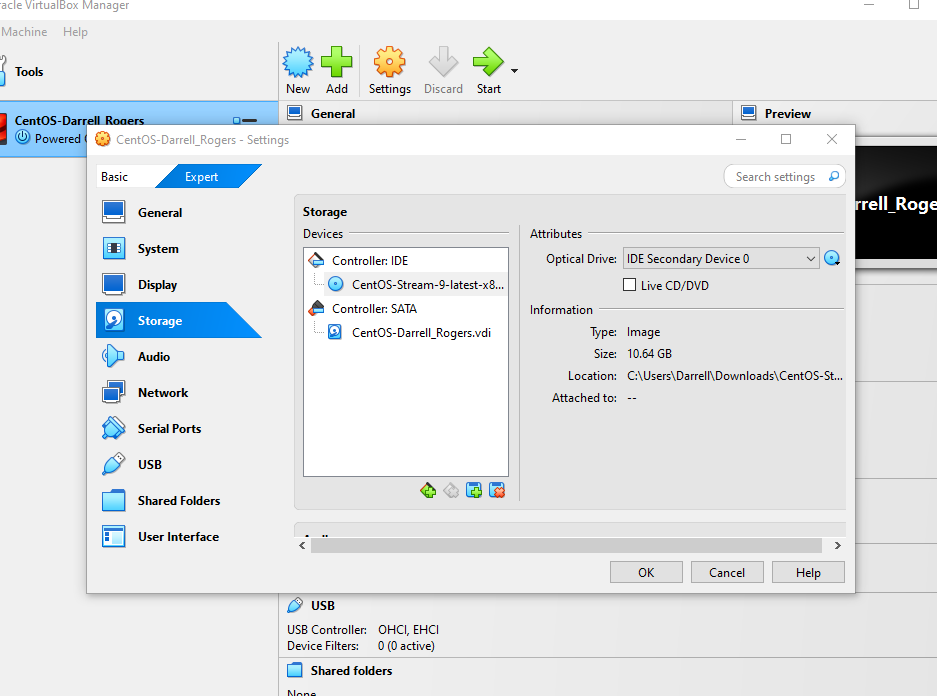 acle VirtualBox Manager
Machine Help
Tools
New Add Settings Discard Start
CentOS-Darrell_Rogers
Powered
General
Preview
rrell_Roge
CentOS-Darrell_Rogers - Settings
Basic Expert
Search settings
General
System
Display
Storage
Audio
Network
Serial Ports
USB
Shared Folders
User Interface
Storage
Devices
Controller: IDE
CentOS-Stream-9-latest-x8...
Controller: SATA
CentOS-Darrell_Rogers.vdi
Attributes
Optical Drive: IDE Secondary Device 0
Live CD/DVD
Information
Type: Image
Size: 10.64 GB
Location: C:\Users\Darrell\Downloads\CentOS-St...
Attached to: --
OK Cancel Help
USB
USB Controller: OHCI, EHCI
Device Filters: 0 (0 active)
Shared folders
None